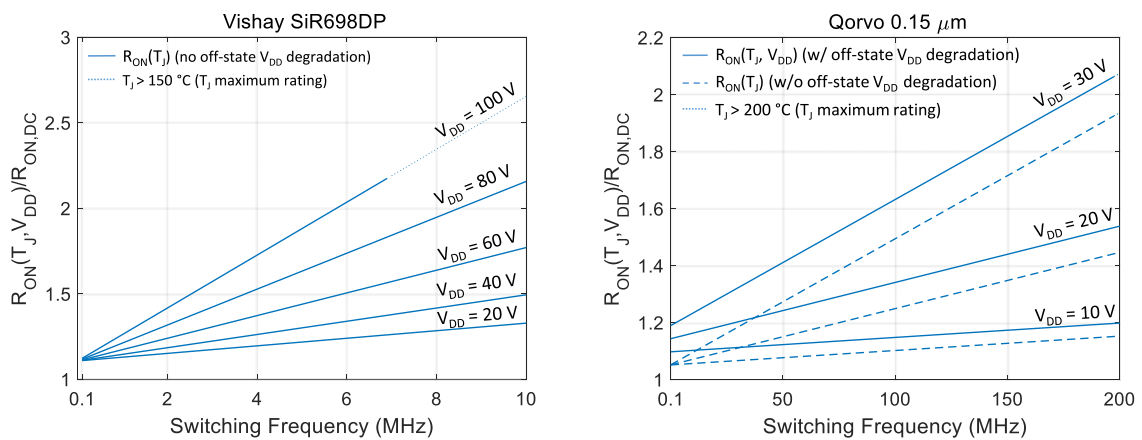 Vishay SiR698DP
R_ON(T_J,V_DD)/R_ON,DC
3
2.5
2
1.5
1
R_ON(T_J) (no off-state V_DD degradation)
T_J > 150 °C (T_J maximum rating)
V_DD = 100 V
V_DD = 80 V
V_DD = 60 V
V_DD = 40 V
V_DD = 20 V
0.1 2 4 6 8 10
Switching Frequency (MHz)
Qorvo 0.15 μm
R_ON(T_J,V_DD)/R_ON,DC
2.2
2
1.8
1.6
1.4
1.2
1
R_ON(T_J, V_DD) (w/ off-state V_DD degradation)
R_ON(T_J) (w/o off-state V_DD degradation)
T_J > 200 °C (T_J maximum rating)
V_DD = 30 V
V_DD = 20 V
V_DD = 10 V
0.1 50 100 150 200
Switching Frequency (MHz)